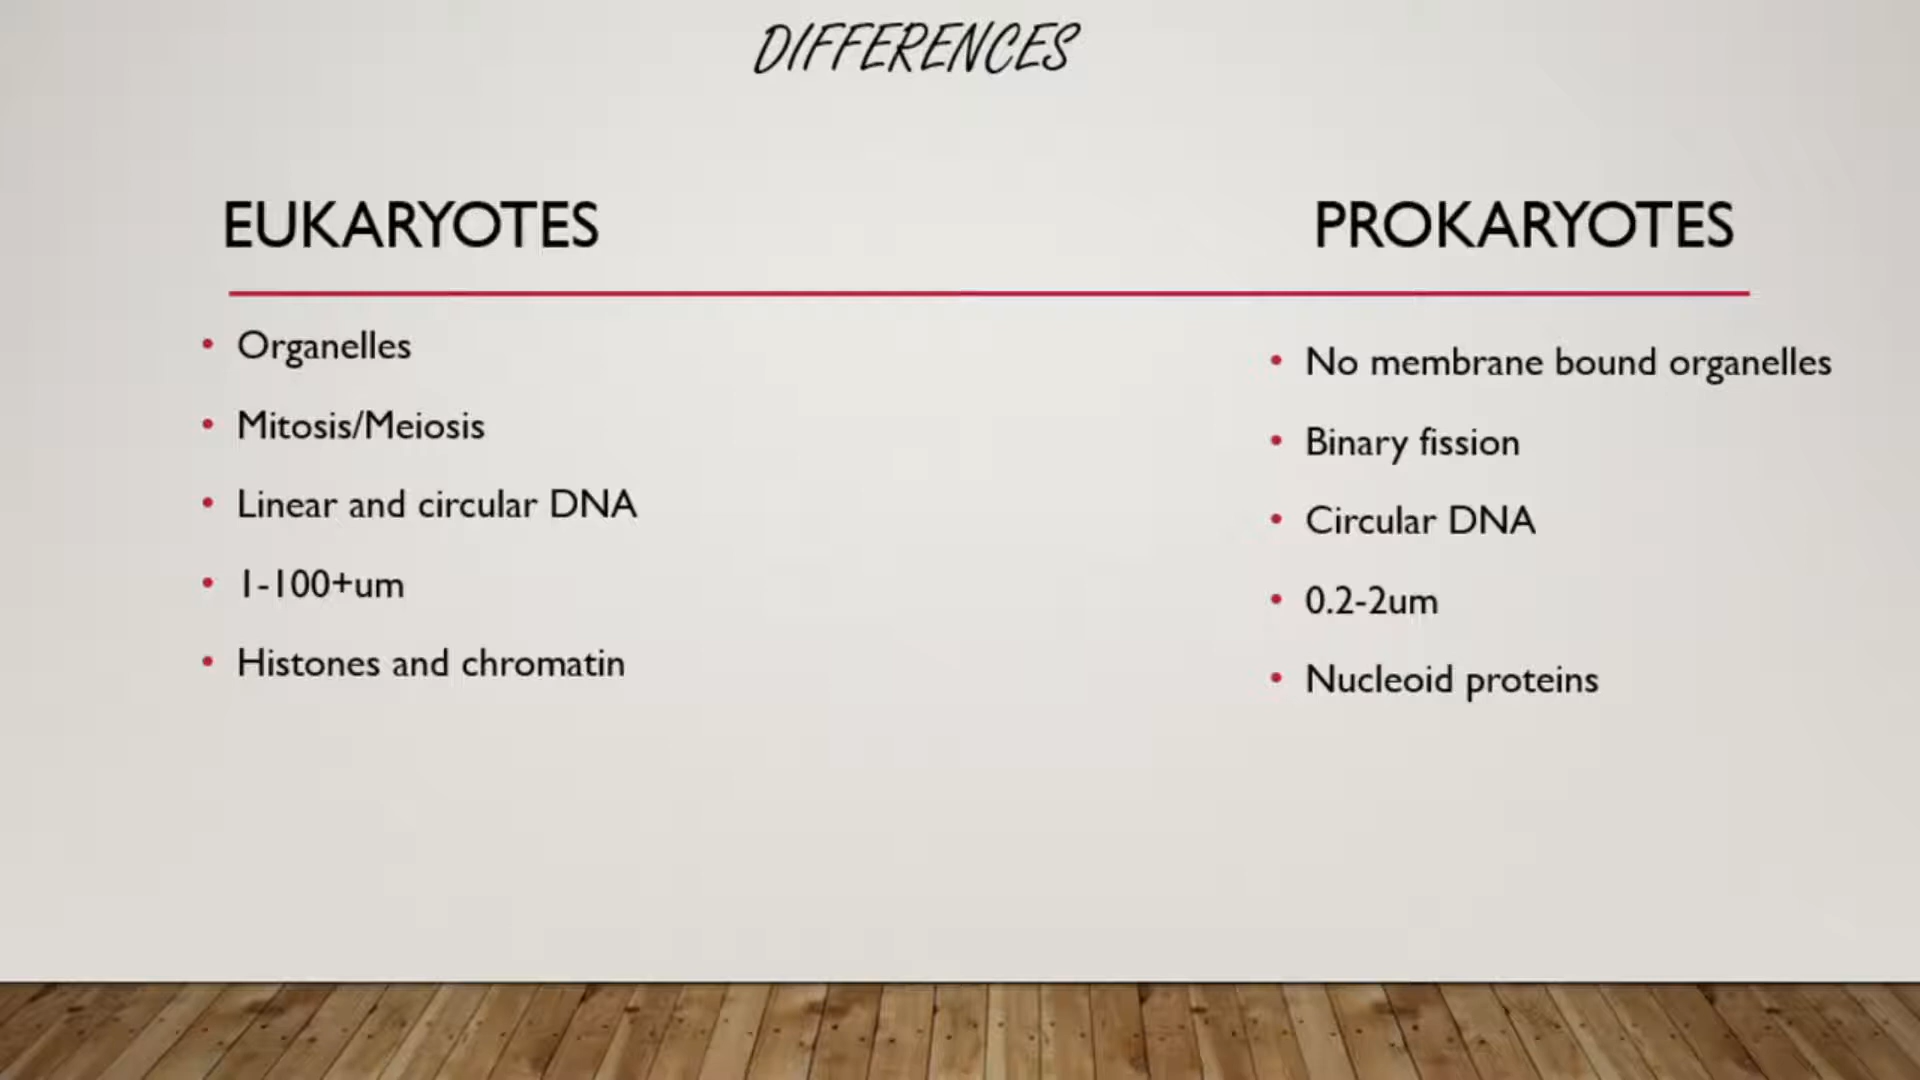 DIFFERENCES
EUKARYOTES
• Organelles
• Mitosis/Meiosis
• Linear and circular DNA
• 1-100+um
• Histones and chromatin
PROKARYOTES
• No membrane bound organelles
• Binary fission
• Circular DNA
• 0.2-2um
• Nucleoid proteins